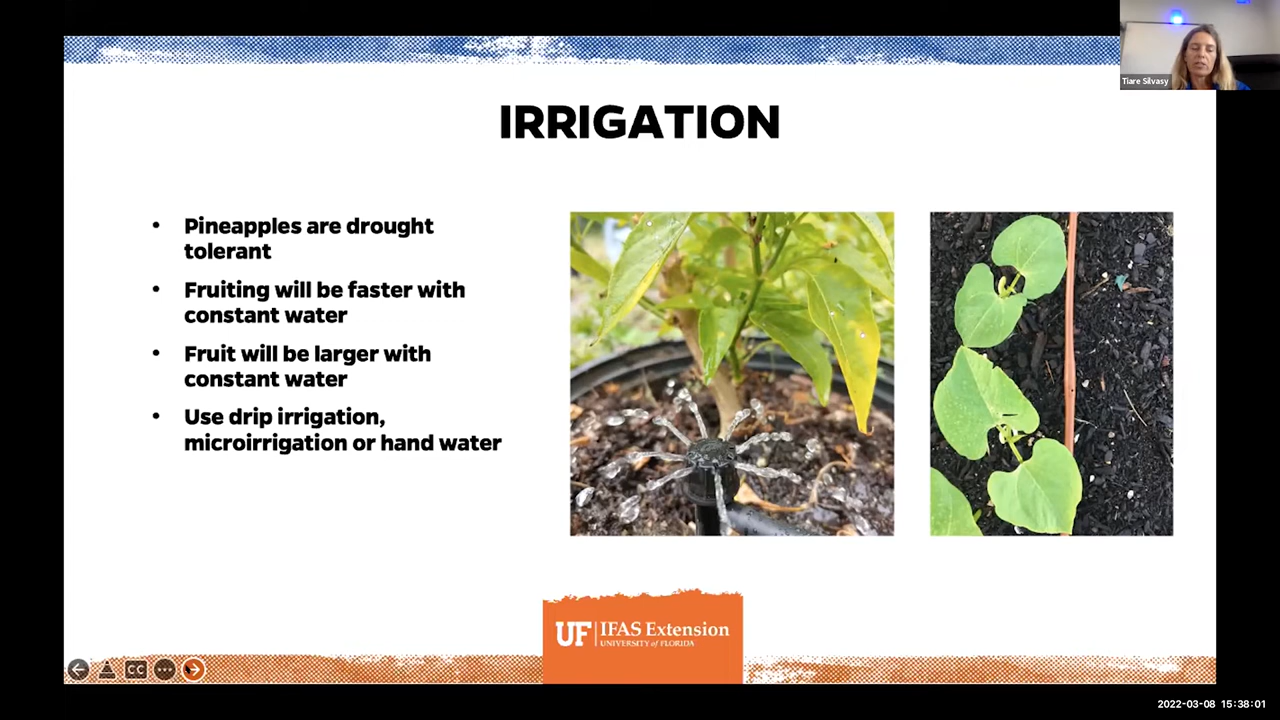 Tiare Silvasy
IRRIGATION
• Pineapples are drought
tolerant
• Fruiting will be faster with
constant water
• Fruit will be larger with
constant water
• Use drip irrigation,
microirrigation or hand water
UF IFAS Extension
UNIVERSITY of FLORIDA
CC
2022-03-08 15:38:01